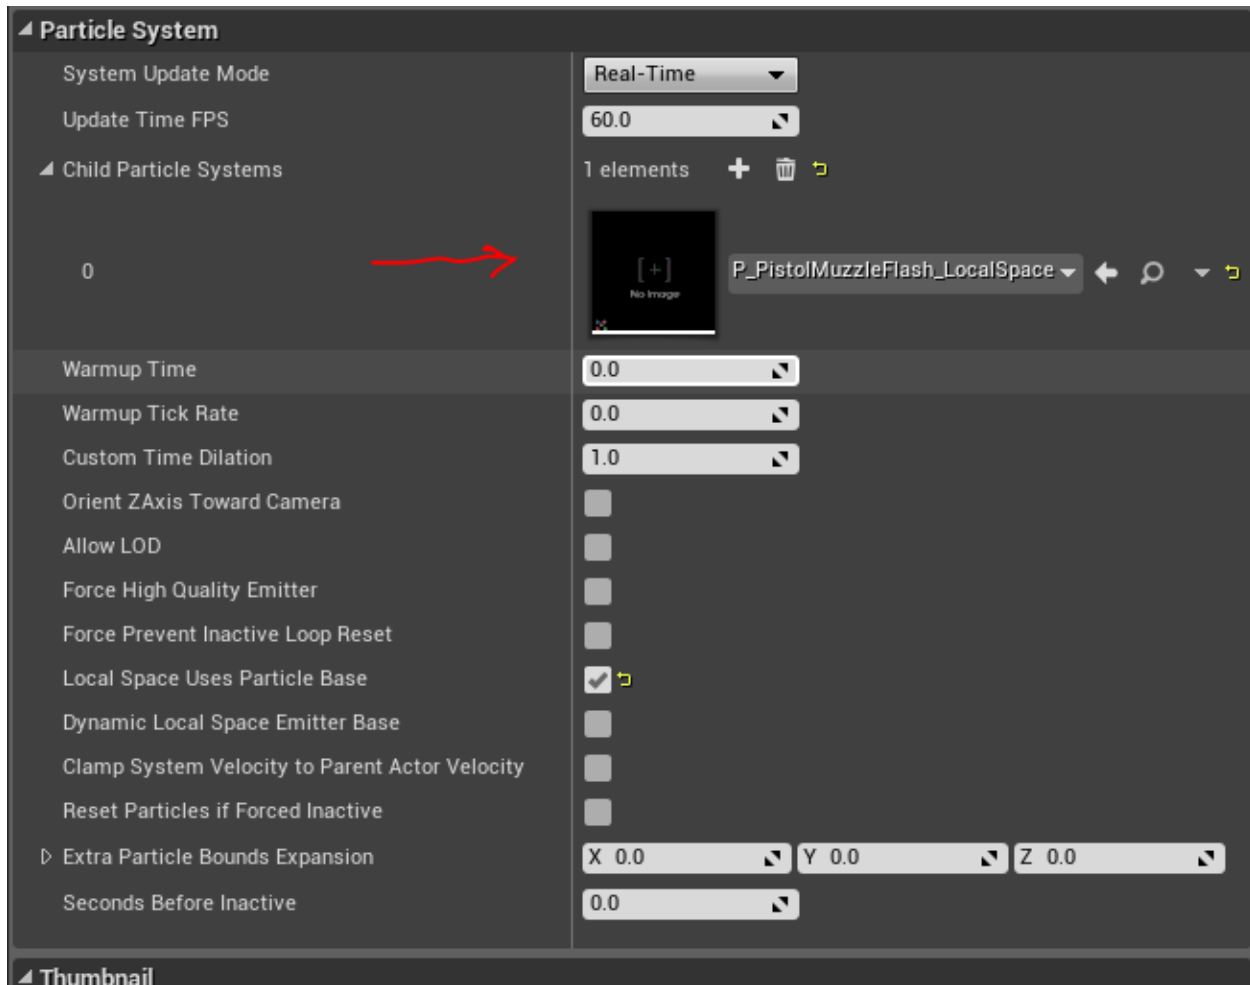 Particle System
System Update Mode Real-Time
Update Time FPS 60.0
Child Particle Systems 1 elements
0 [+] No Image P_PistolMuzzleFlash_LocalSpace
Warmup Time 0.0
Warmup Tick Rate 0.0
Custom Time Dilation 1.0
Orient ZAxis Toward Camera
Allow LOD
Force High Quality Emitter
Force Prevent Inactive Loop Reset
Local Space Uses Particle Base
Dynamic Local Space Emitter Base
Clamp System Velocity to Parent Actor Velocity
Reset Particles if Forced Inactive
Extra Particle Bounds Expansion X 0.0 Y 0.0 Z 0.0
Seconds Before Inactive 0.0
Thumbnail